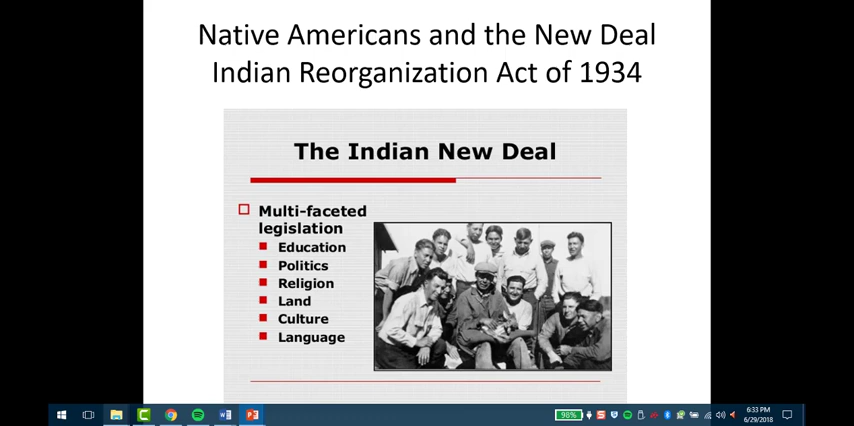 Native Americans and the New Deal
Indian Reorganization Act of 1934
The Indian New Deal
Multi-faceted
legislation
Education
Politics
Religion
Land
Culture
Language
98%
6:33 PM
6/29/2018